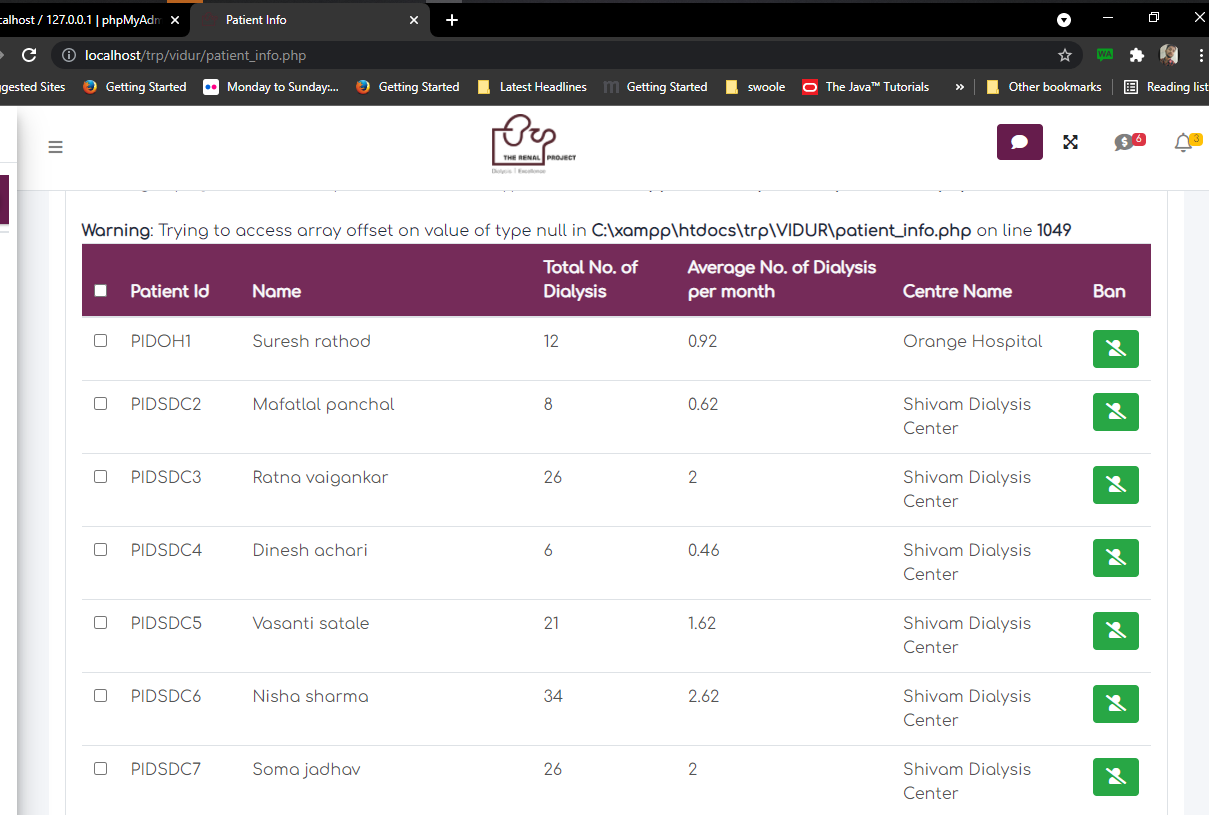 calhost / 127.0.0.1 | phpMyAdm
Patient Info
localhost/trp/vidur/patient_info.php
WA
gested Sites
Getting Started
Monday to Sunday:...
Getting Started
Latest Headlines
Getting Started
swoole
The Java™ Tutorials
»
Other bookmarks
Reading list
THE RENAL PROJECT
Dialysis | Excellence
6
3
Warning: Trying to access array offset on value of type null in C:\xampp\htdocs\trp\VIDUR\patient_info.php on line 1049
Patient Id Name Total No. of Dialysis Average No. of Dialysis per month Centre Name Ban
PIDOH1 Suresh rathod 12 0.92 Orange Hospital
PIDSDC2 Mafatlal panchal 8 0.62 Shivam Dialysis Center
PIDSDC3 Ratna vaigankar 26 2 Shivam Dialysis Center
PIDSDC4 Dinesh achari 6 0.46 Shivam Dialysis Center
PIDSDC5 Vasanti satale 21 1.62 Shivam Dialysis Center
PIDSDC6 Nisha sharma 34 2.62 Shivam Dialysis Center
PIDSDC7 Soma jadhav 26 2 Shivam Dialysis Center